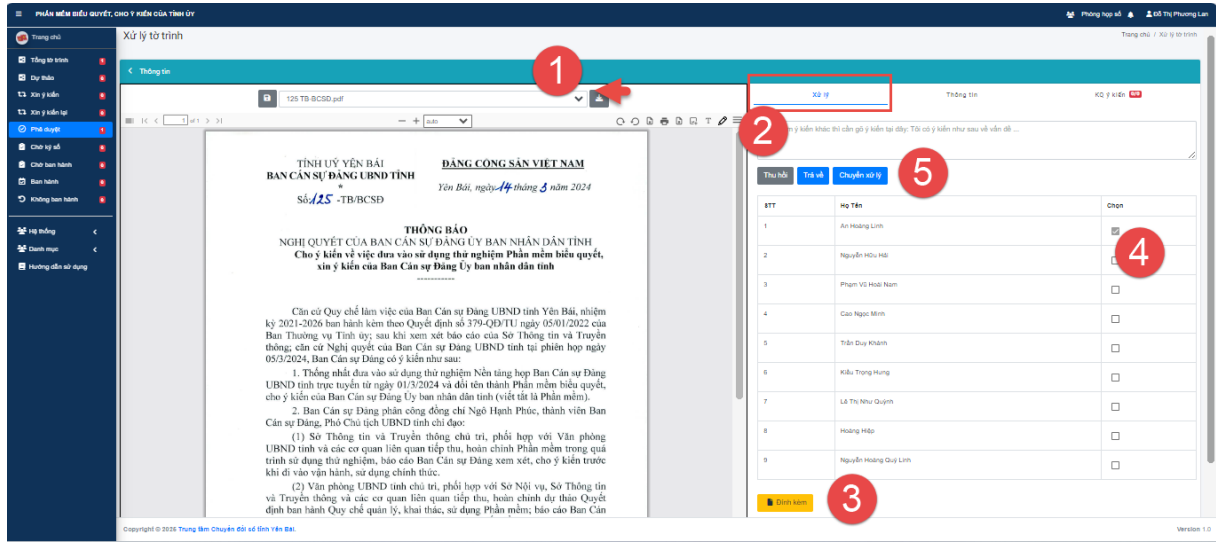 PHẦN MỀM BIỂU QUYẾT, CHO Ý KIẾN CỦA TỈNH ỦY
Phòng họp số
Đỗ Thị Phương Lan
Trang chủ
Tổng tờ trình
Dự thảo
Xin ý kiến
Xin ý kiến lại
Phê duyệt
Chờ ký số
Chờ ban hành
Ban hành
Không ban hành
Hệ thống
Danh mục
Hướng dẫn sử dụng
Xử lý tờ trình
Trang chủ / Xử lý tờ trình
Thông tin
1
125 TB-BCSD.pdf
1 of 1
auto
TỈNH UỶ YÊN BÁI
BAN CÁN SỰ ĐẢNG UBND TỈNH
*
Số:125 -TB/BCSĐ
ĐẢNG CỘNG SẢN VIỆT NAM
Yên Bái, ngày 14 tháng 3 năm 2024
THÔNG BÁO
NGHỊ QUYẾT CỦA BAN CÁN SỰ ĐẢNG ỦY BAN NHÂN DÂN TỈNH
Cho ý kiến về việc đưa vào sử dụng thử nghiệm Phần mềm biểu quyết,
xin ý kiến của Ban Cán sự Đảng Ủy ban nhân dân tỉnh
-----------
Căn cứ Quy chế làm việc của Ban Cán sự Đảng UBND tỉnh Yên Bái, nhiệm
kỳ 2021-2026 ban hành kèm theo Quyết định số 379-QĐ/TU ngày 05/01/2022 của
Ban Thường vụ Tỉnh ủy; sau khi xem xét báo cáo của Sở Thông tin và Truyền
thông; căn cứ Nghị quyết của Ban Cán sự Đảng UBND tỉnh tại phiên họp ngày
05/3/2024, Ban Cán sự Đảng có ý kiến như sau:
1. Thống nhất đưa vào sử dụng thử nghiệm Nền tảng họp Ban Cán sự Đảng
UBND tỉnh trực tuyến từ ngày 01/3/2024 và đổi tên thành Phần mềm biểu quyết,
cho ý kiến của Ban Cán sự Đảng Ủy ban nhân dân tỉnh (viết tắt là Phần mềm).
2. Ban Cán sự Đảng phân công đồng chí Ngô Hạnh Phúc, thành viên Ban
Cán sự Đảng, Phó Chủ tịch UBND tỉnh chỉ đạo:
(1) Sở Thông tin và Truyền thông chủ trì, phối hợp với Văn phòng
UBND tỉnh và các cơ quan liên quan tiếp thu, hoàn chỉnh Phần mềm trong quá
trình sử dụng thử nghiệm, báo cáo Ban Cán sự Đảng xem xét, cho ý kiến trước
khi đi vào vận hành, sử dụng chính thức.
(2) Văn phòng UBND tỉnh chủ trì, phối hợp với Sở Nội vụ, Sở Thông tin
và Truyền thông và các cơ quan liên quan tiếp thu, hoàn chỉnh dự thảo Quyết
định ban hành Quy chế quản lý, khai thác, sử dụng Phần mềm; báo cáo Ban Cán
Xử lý
Thông tin
KQ ý kiến
2
ý kiến khác thì cần gõ ý kiến tại đây: Tôi có ý kiến như sau về vấn đề ...
Thu hồi
Trả về
Chuyển xử lý
5
STT Họ Tên Chọn
1 An Hoàng Linh
2 Nguyễn Hữu Hải
4
3 Phạm Vũ Hoài Nam
4 Cao Ngọc Minh
5 Trần Duy Khánh
6 Kiều Trọng Hưng
7 Lê Thị Như Quỳnh
8 Hoàng Hiệp
9 Nguyễn Hoàng Quý Linh
Đính kèm
3
Copyright © 2025 Trung tâm Chuyển đổi số tỉnh Yên Bái.
Version 1.0